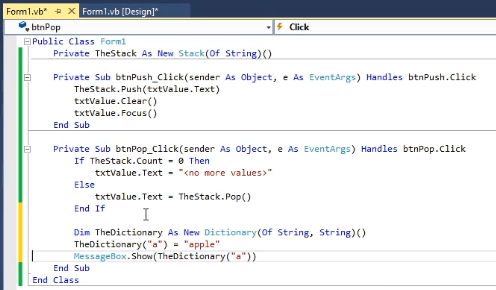 Form1.vb* Form1.vb [Design]*
btnPop Click
Public Class Form1
Private TheStack As New Stack(Of String)()
Private Sub btnPush_Click(sender As Object, e As EventArgs) Handles btnPush.Click
TheStack.Push(txtValue.Text)
txtValue.Clear()
txtValue.Focus()
End Sub
Private Sub btnPop_Click(sender As Object, e As EventArgs) Handles btnPop.Click
If TheStack.Count = 0 Then
txtValue.Text = "<no more values>"
Else
txtValue.Text = TheStack.Pop()
End If
Dim TheDictionary As New Dictionary(Of String, String)()
TheDictionary("a") = "apple"
MessageBox.Show(TheDictionary("a"))
End Sub
End Class